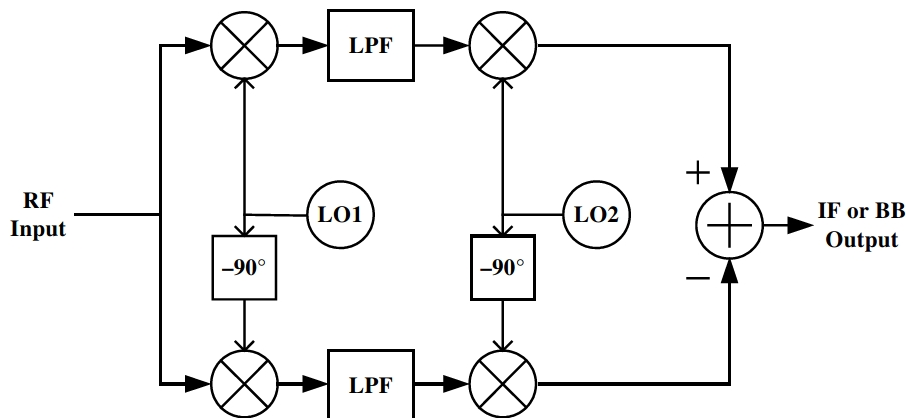 LPF
RF
Input
LO1
LO2
+
IF or BB
Output
–90°
–90°
–
LPF